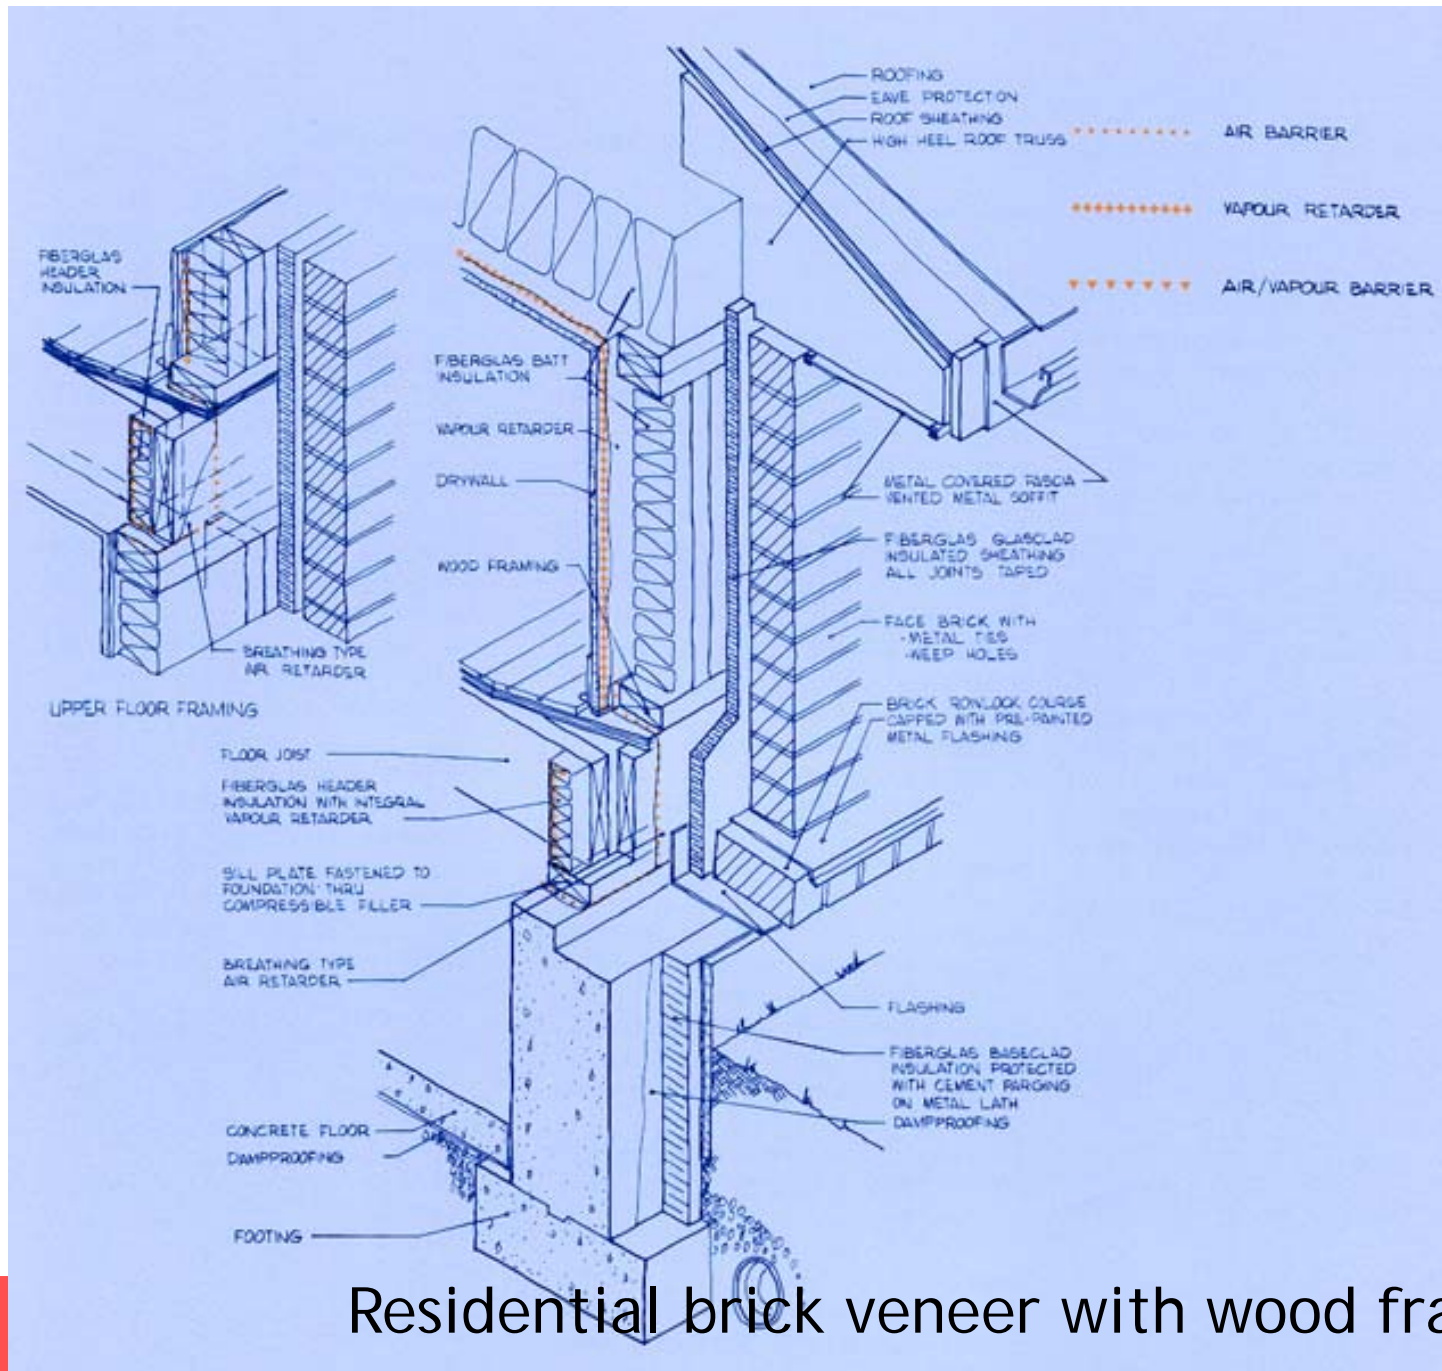 ROOFING
EAVE PROTECTION
ROOF SHEATHING
HIGH HEEL ROOF TRUSS
AIR BARRIER
VAPOUR RETARDER
AIR/VAPOUR BARRIER
FIBERGLAS
HEADER
INSULATION
BREATHING TYPE
AIR RETARDER
UPPER FLOOR FRAMING
FIBERGLAS BATT
INSULATION
VAPOUR RETARDER
DRYWALL
WOOD FRAMING
METAL COVERED FASCIA
VENTED METAL SOFFIT
FIBERGLAS GLASCLAD
INSULATED SHEATHING
ALL JOINTS TAPED
FACE BRICK WITH
-METAL TIES
-WEEP HOLES
BRICK ROWLOCK COURSE
CAPPED WITH PRE-PAINTED
METAL FLASHING
FLOOR JOIST
FIBERGLAS HEADER
INSULATION WITH INTEGRAL
VAPOUR RETARDER
SILL PLATE FASTENED TO
FOUNDATION THRU
COMPRESSIBLE FILLER
BREATHING TYPE
AIR RETARDER
FLASHING
FIBERGLAS BASECLAD
INSULATION PROTECTED
WITH CEMENT PARGING
ON METAL LATH
DAMPPROOFING
CONCRETE FLOOR
DAMPPROOFING
FOOTING
Residential brick veneer with wood fra